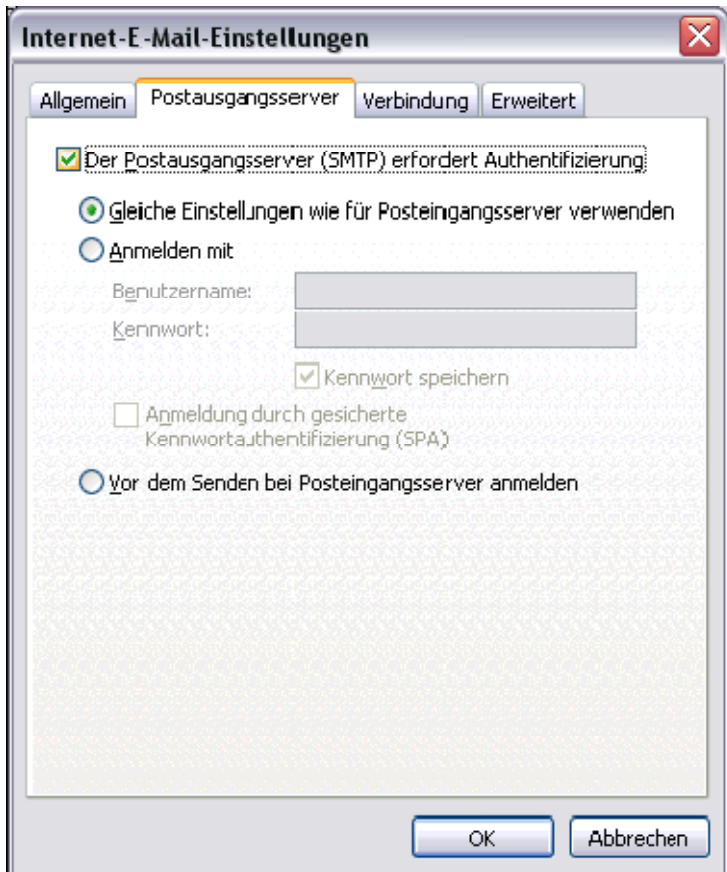 Internet-E-Mail-Einstellungen
Allgemein Postausgangsserver Verbindung Erweitert
Der Postausgangsserver (SMTP) erfordert Authentifizierung
Gleiche Einstellungen wie für Posteingangsserver verwenden
Anmelden mit
Benutzername:
Kennwort:
Kennwort speichern
Anmeldung durch gesicherte
Kennwortauthentifizierung (SPA)
Vor dem Senden bei Posteingangsserver anmelden
OK Abbrechen